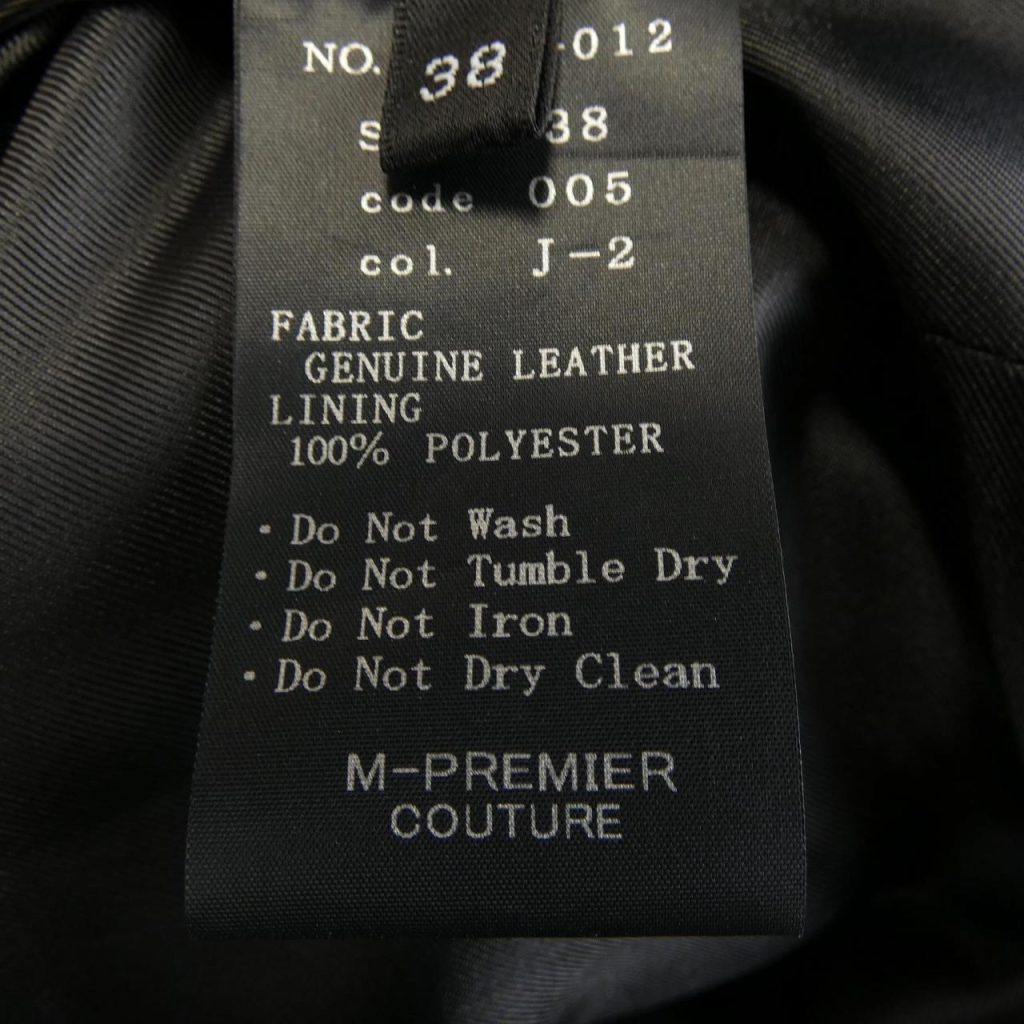 NO. -012
38
38
code 005
col. J-2
FABRIC
GENUINE LEATHER
LINING
100% POLYESTER
・Do Not Wash
・Do Not Tumble Dry
・Do Not Iron
・Do Not Dry Clean
M-PREMIER
COUTURE